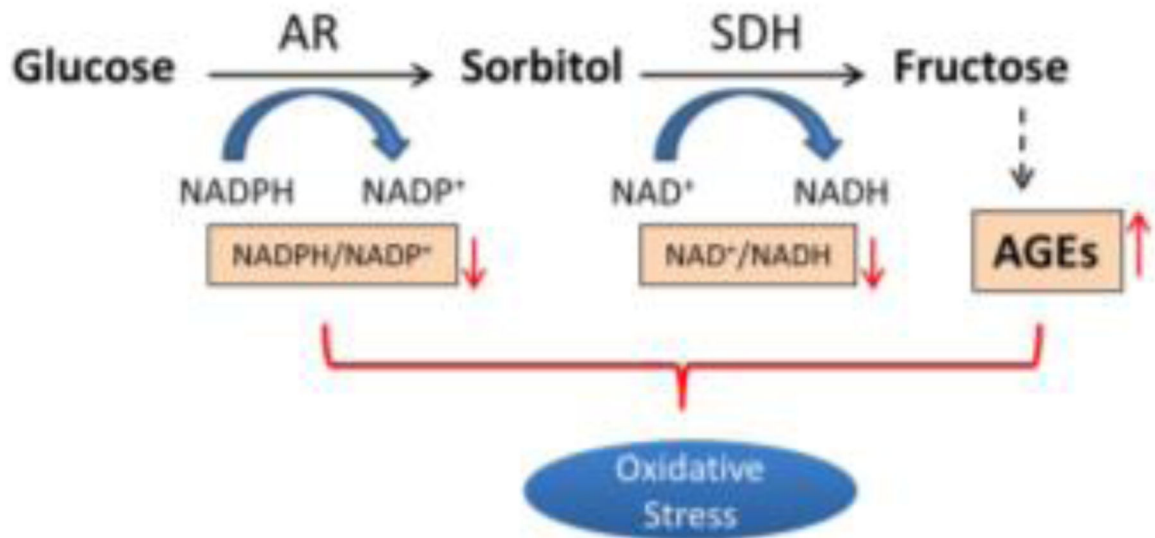 AR
SDH
Glucose
Sorbitol
Fructose
NADPH
NADP⁺
NAD⁺
NADH
NADPH/NADP⁺
NAD⁺/NADH
AGEs
Oxidative
Stress